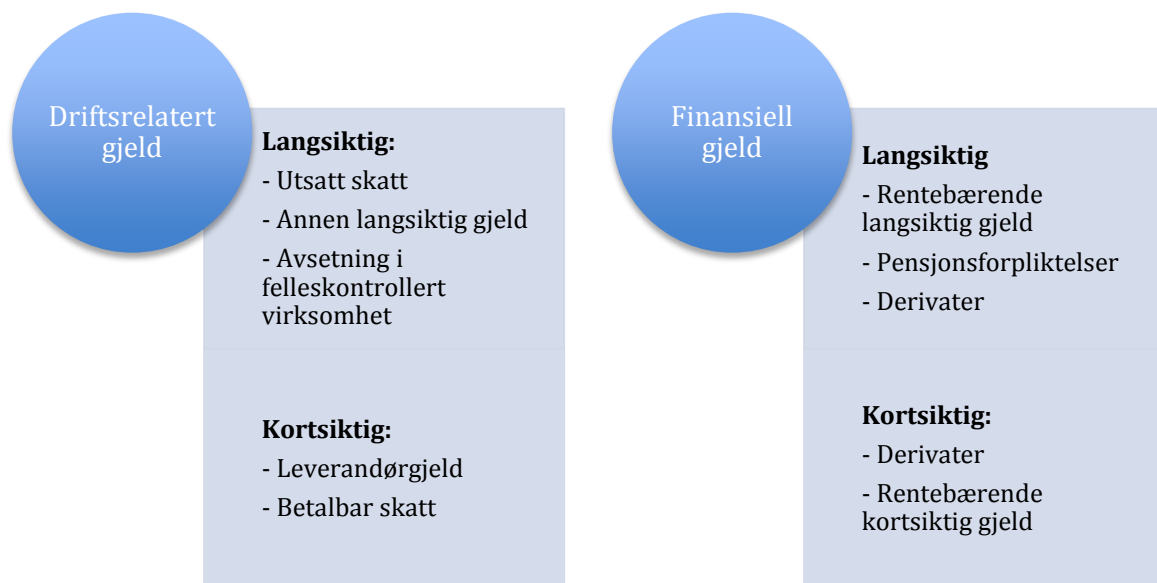 Driftsrelatert
gjeld
Langsiktig:
- Utsatt skatt
- Annen langsiktig gjeld
- Avsetning i
felleskontrollert
virksomhet
Kortsiktig:
- Leverandørgjeld
- Betalbar skatt
Finansiell
gjeld
Langsiktig
- Rentebærende
langsiktig gjeld
- Pensjonsforpliktelser
- Derivater
Kortsiktig:
- Derivater
- Rentebærende
kortsiktig gjeld